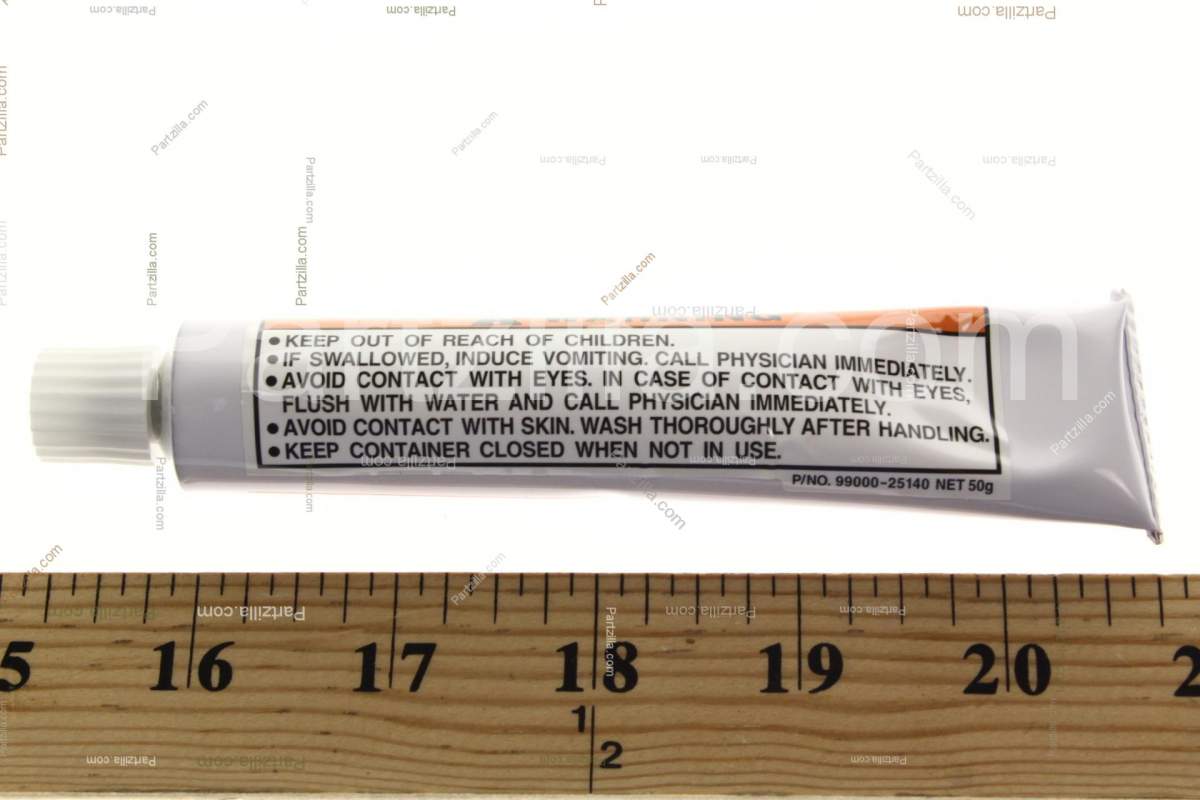 • KEEP OUT OF REACH OF CHILDREN.
• IF SWALLOWED, INDUCE VOMITING. CALL PHYSICIAN IMMEDIATELY.
• AVOID CONTACT WITH EYES. IN CASE OF CONTACT WITH EYES,
FLUSH WITH WATER AND CALL PHYSICIAN IMMEDIATELY.
• AVOID CONTACT WITH SKIN. WASH THOROUGHLY AFTER HANDLING.
• KEEP CONTAINER CLOSED WHEN NOT IN USE.
P/NO. 99000-25140 NET 50g
Partzilla.com
5 16 17 18 19 20 2
1
2